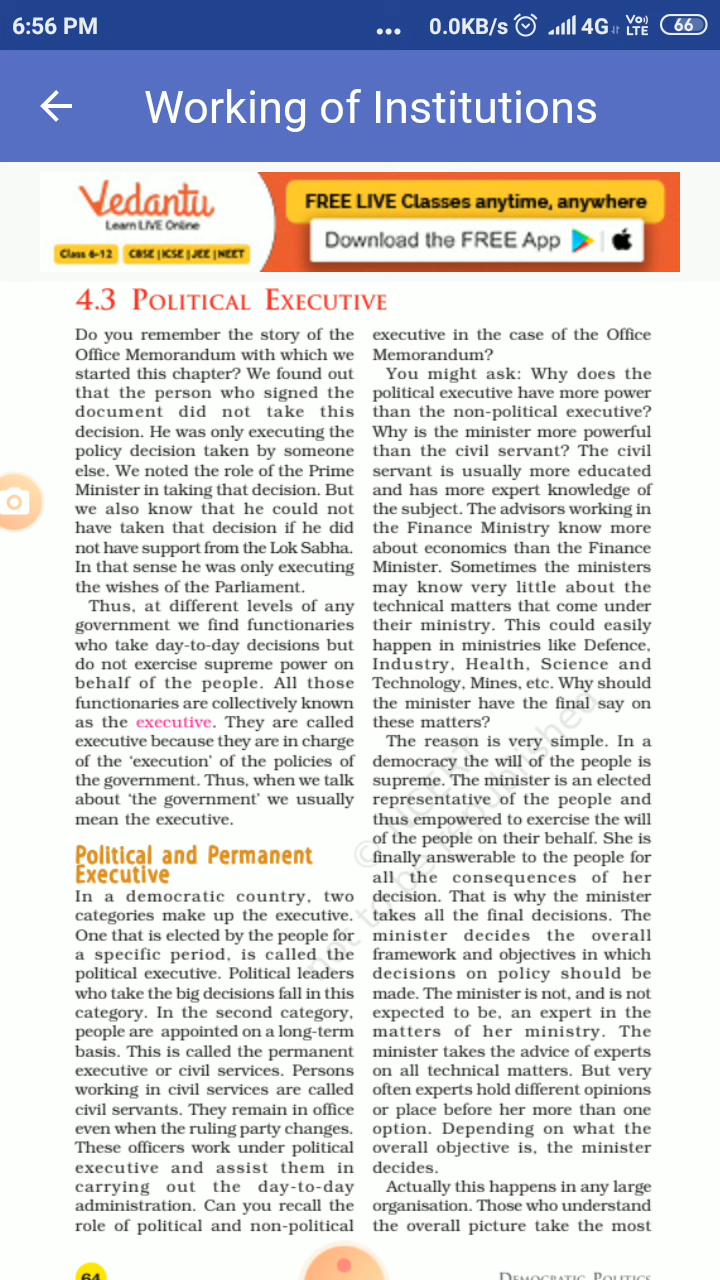 6:56 PM
... 0.0KB/s 4G Vo) LTE 66
Working of Institutions
Vedantu
Learn LIVE Online
Class 6-12 CBSE | ICSE | JEE | NEET
FREE LIVE Classes anytime, anywhere
Download the FREE App
4.3 POLITICAL EXECUTIVE
Do you remember the story of the
Office Memorandum with which we
started this chapter? We found out
that the person who signed the
document did not take this
decision. He was only executing the
policy decision taken by someone
else. We noted the role of the Prime
Minister in taking that decision. But
we also know that he could not
have taken that decision if he did
not have support from the Lok Sabha.
In that sense he was only executing
the wishes of the Parliament.
Thus, at different levels of any
government we find functionaries
who take day-to-day decisions but
do not exercise supreme power on
behalf of the people. All those
functionaries are collectively known
as the executive. They are called
executive because they are in charge
of the ‘execution’ of the policies of
the government. Thus, when we talk
about ‘the government’ we usually
mean the executive.
Political and Permanent
Executive
In a democratic country, two
categories make up the executive.
One that is elected by the people for
a specific period, is called the
political executive. Political leaders
who take the big decisions fall in this
category. In the second category,
people are appointed on a long-term
basis. This is called the permanent
executive or civil services. Persons
working in civil services are called
civil servants. They remain in office
even when the ruling party changes.
These officers work under political
executive and assist them in
carrying out the day-to-day
administration. Can you recall the
role of political and non-political
executive in the case of the Office
Memorandum?
You might ask: Why does the
political executive have more power
than the non-political executive?
Why is the minister more powerful
than the civil servant? The civil
servant is usually more educated
and has more expert knowledge of
the subject. The advisors working in
the Finance Ministry know more
about economics than the Finance
Minister. Sometimes the ministers
may know very little about the
technical matters that come under
their ministry. This could easily
happen in ministries like Defence,
Industry, Health, Science and
Technology, Mines, etc. Why should
the minister have the final say on
these matters?
The reason is very simple. In a
democracy the will of the people is
supreme. The minister is an elected
representative of the people and
thus empowered to exercise the will
of the people on their behalf. She is
finally answerable to the people for
all the consequences of her
decision. That is why the minister
takes all the final decisions. The
minister decides the overall
framework and objectives in which
decisions on policy should be
made. The minister is not, and is not
expected to be, an expert in the
matters of her ministry. The
minister takes the advice of experts
on all technical matters. But very
often experts hold different opinions
or place before her more than one
option. Depending on what the
overall objective is, the minister
decides.
Actually this happens in any large
organisation. Those who understand
the overall picture take the most
© NCERT
not to be republished
64
DEMOCRATIC POLITICS